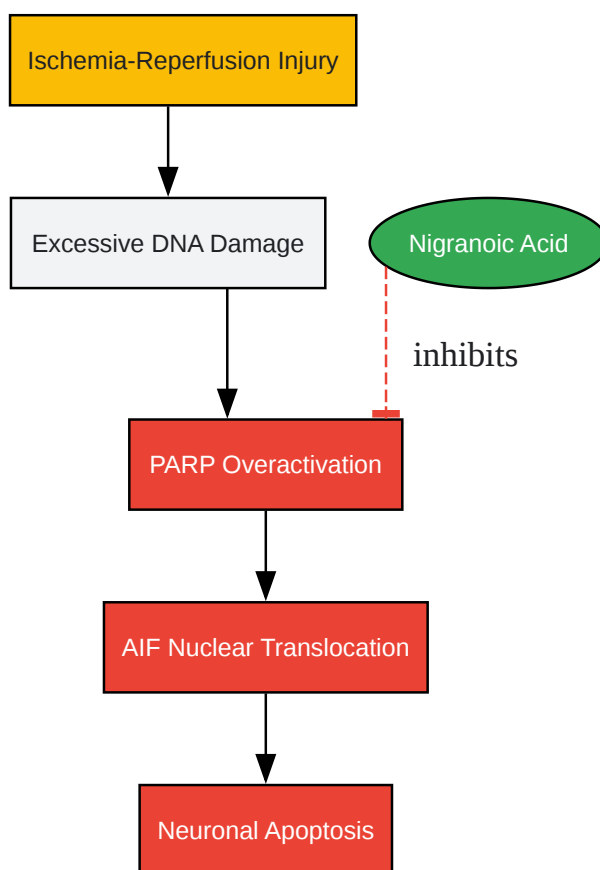 Ischemia-Reperfusion Injury
Excessive DNA Damage
Nigranoic Acid
inhibits
PARP Overactivation
AIF Nuclear Translocation
Neuronal Apoptosis